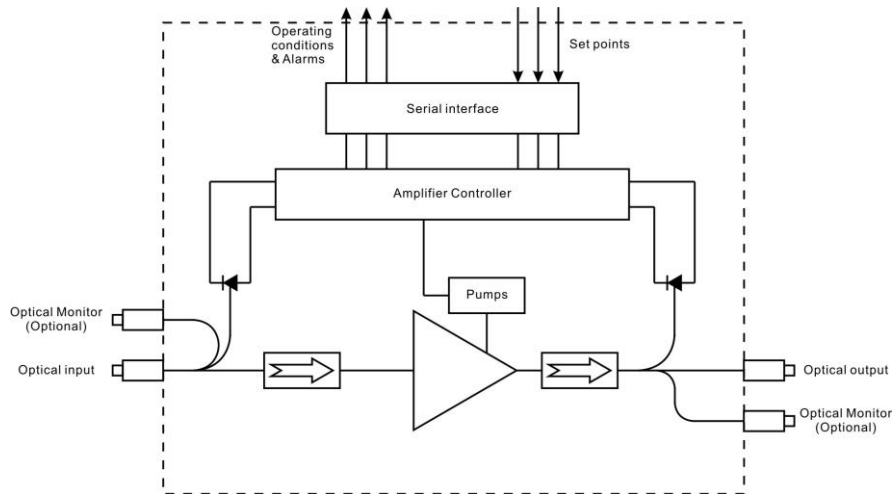 Operating
conditions
& Alarms
Set points
Serial interface
Amplifier Controller
Pumps
Optical Monitor
(Optional)
Optical input
Optical output
Optical Monitor
(Optional)